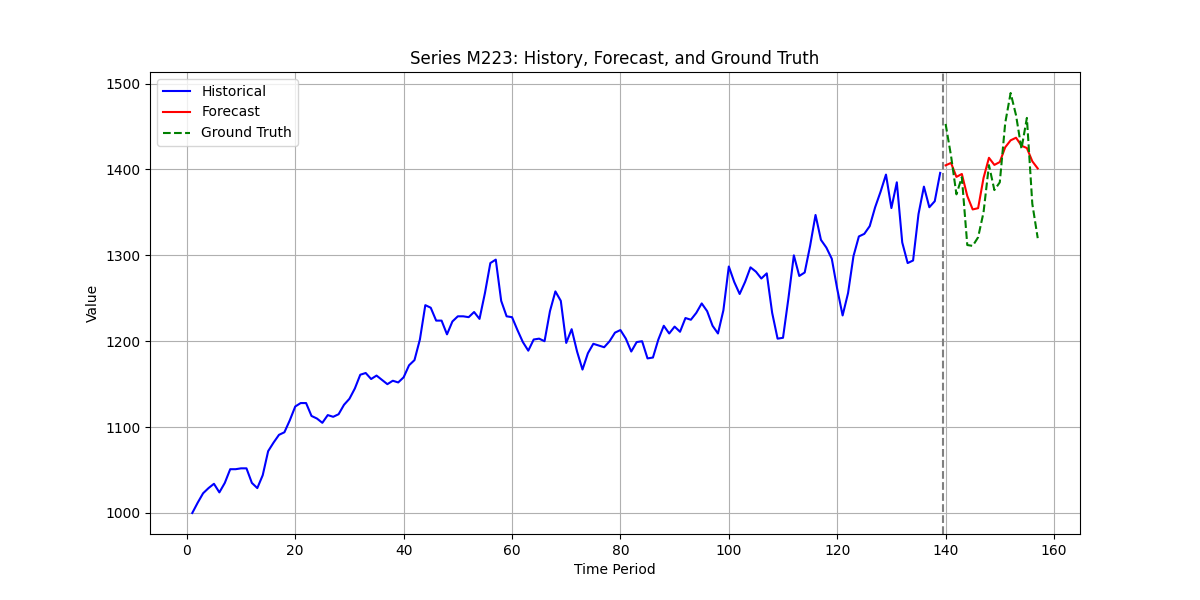 Series M223: History, Forecast, and Ground Truth
Historical
Forecast
Ground Truth
1500
1400
1300
1200
1100
1000
Value
0 20 40 60 80 100 120 140 160
Time Period